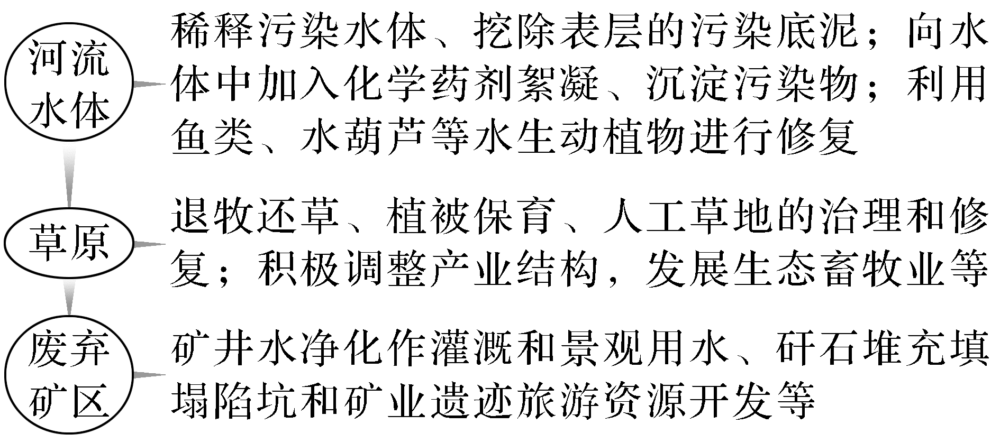 河流
水体
稀释污染水体、挖除表层的污染底泥；向水
体中加入化学药剂絮凝、沉淀污染物；利用
鱼类、水葫芦等水生动植物进行修复
草原
退牧还草、植被保育、人工草地的治理和修
复；积极调整产业结构，发展生态畜牧业等
废弃
矿区
矿井水净化作灌溉和景观用水、矸石堆充填
塌陷坑和矿业遗迹旅游资源开发等